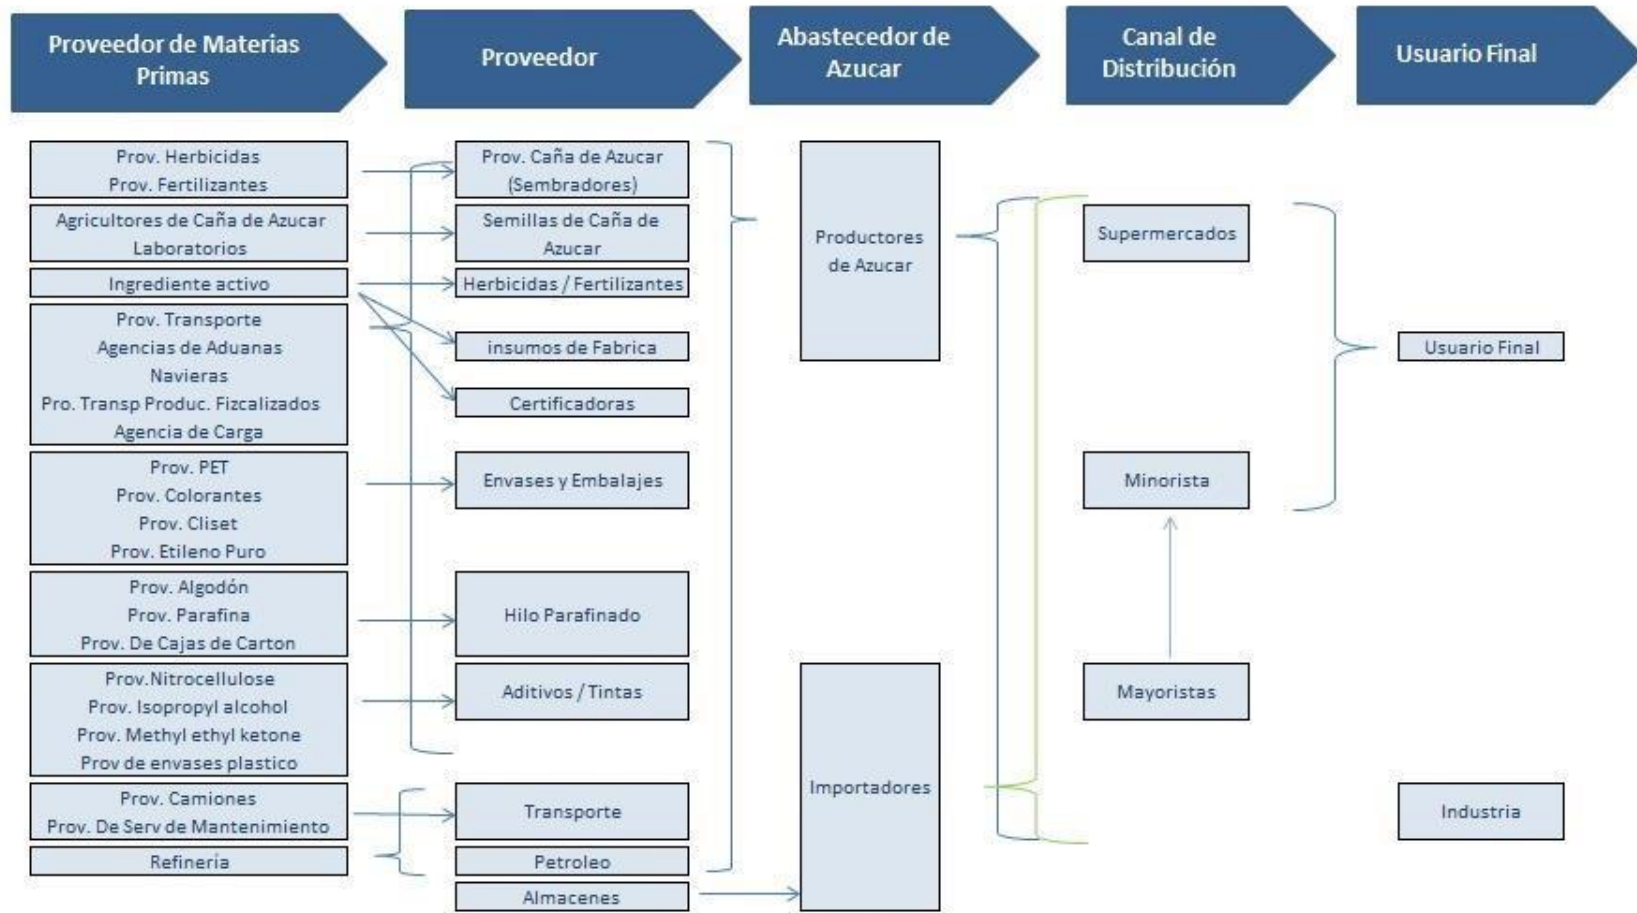 Proveedor de Materias
Primas
Proveedor
Abastecedor de
Azucar
Canal de
Distribución
Usuario Final
Prov. Herbicidas
Prov. Fertilizantes
Agricultores de Caña de Azucar
Laboratorios
Ingrediente activo
Prov. Transporte
Agencias de Aduanas
Navieras
Pro. Transp Produc. Fizcalizados
Agencia de Carga
Prov. PET
Prov. Colorantes
Prov. Cliset
Prov. Etileno Puro
Prov. Algodón
Prov. Parafina
Prov. De Cajas de Carton
Prov.Nitrocellulose
Prov. Isopropyl alcohol
Prov. Methyl ethyl ketone
Prov de envases plastico
Prov. Camiones
Prov. De Serv de Mantenimiento
Refinería
Prov. Caña de Azucar
(Sembradores)
Semillas de Caña de
Azucar
Herbicidas / Fertilizantes
insumos de Fabrica
Certificadoras
Envases y Embalajes
Hilo Parafinado
Aditivos / Tintas
Transporte
Petroleo
Almacenes
Productores
de Azucar
Importadores
Supermercados
Minorista
Mayoristas
Usuario Final
Industria